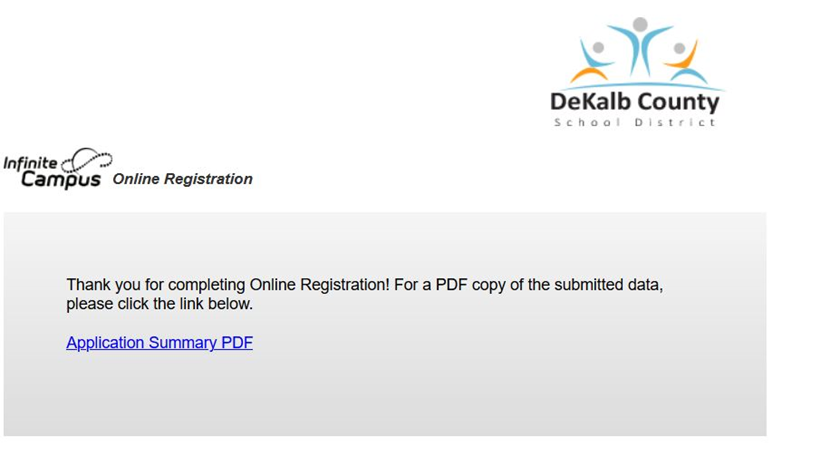 DeKalb County
School District
Infinite
Campus Online Registration
Thank you for completing Online Registration! For a PDF copy of the submitted data,
please click the link below.
Application Summary PDF